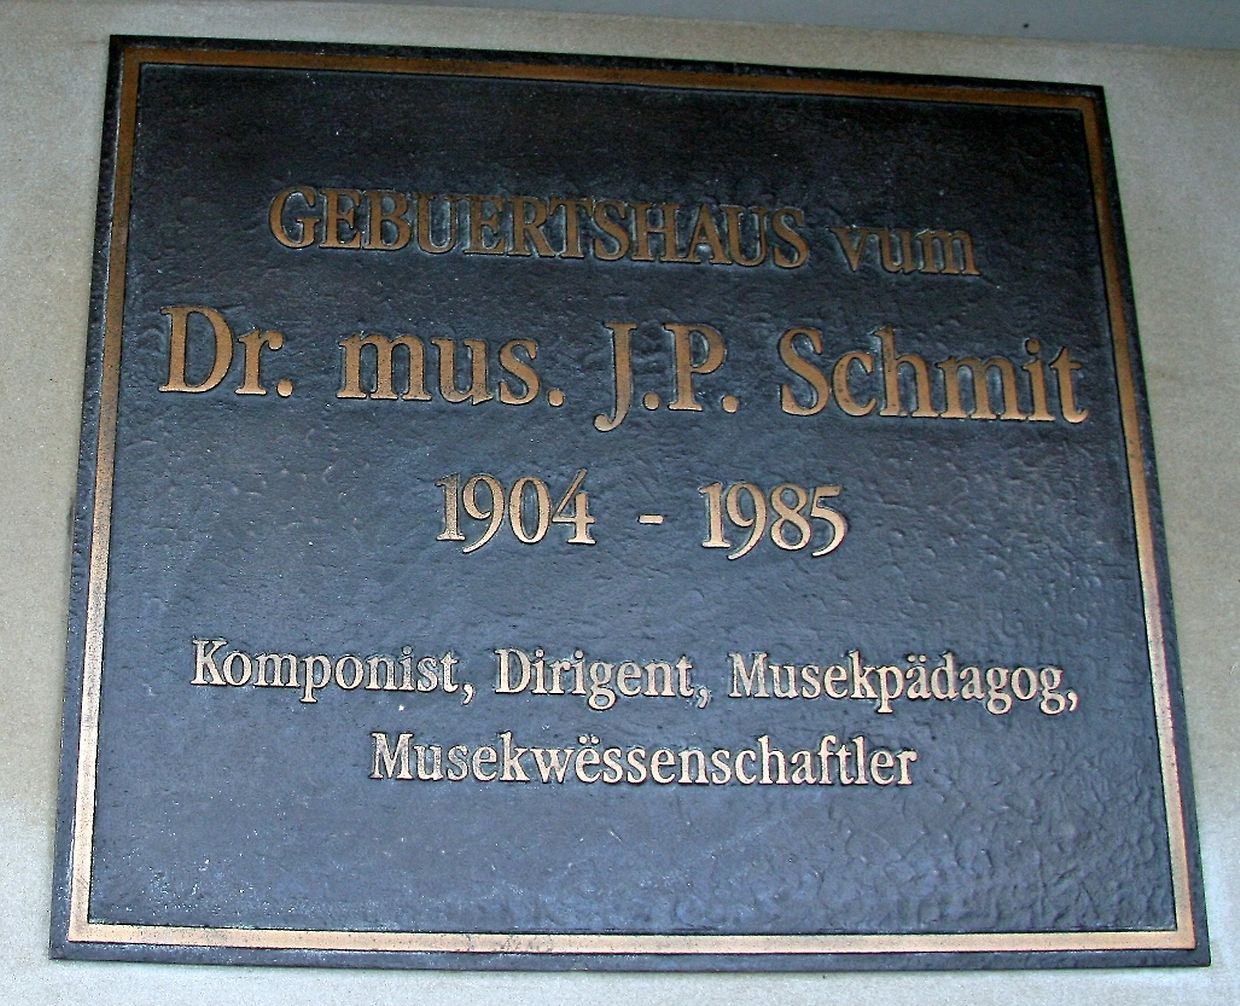 GEBUERTSHAUS vum
Dr. mus. J.P. Schmit
1904 - 1985
Komponist, Dirigent, Musekpädagog,
Musekwëssenschaftler